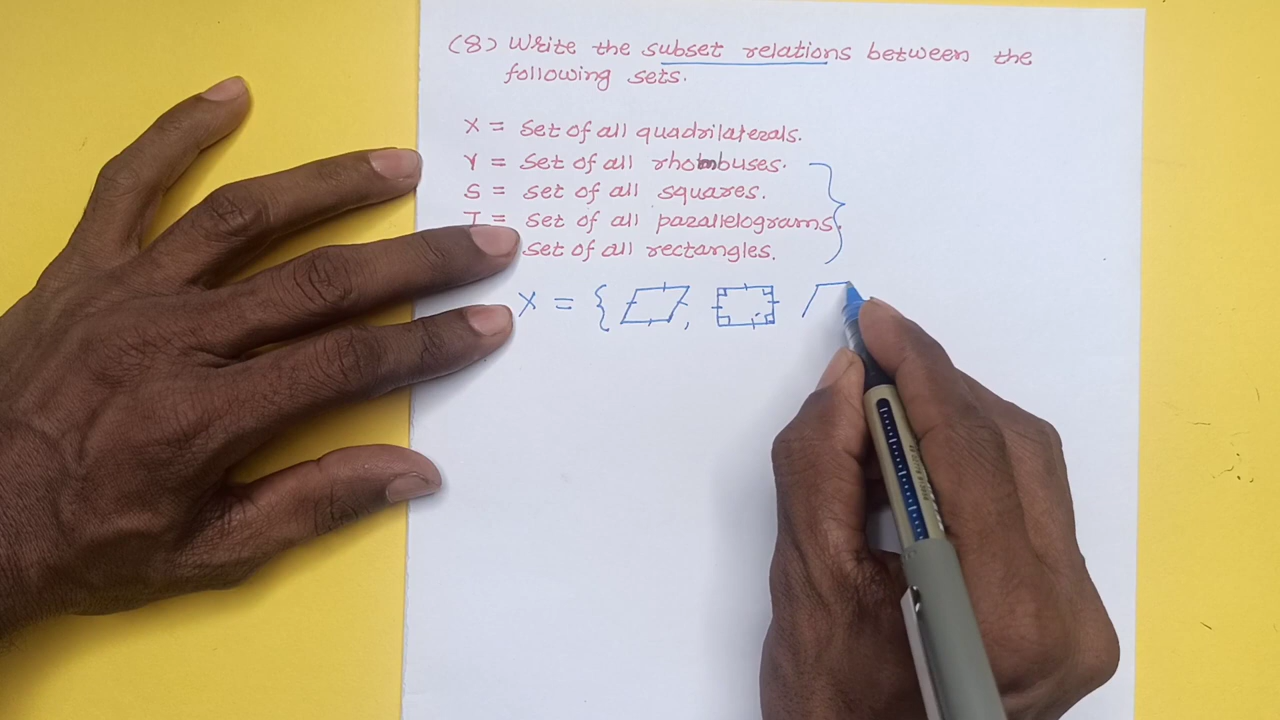 (8) Write the subset relations between the
following sets.
X = set of all quadrilaterals.
Y = set of all rhombuses.
S = set of all squares.
T = set of all parallelograms.
set of all rectangles.
X = { ,